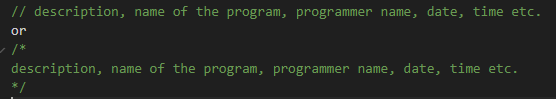 // description, name of the program, programmer name, date, time etc.
or
/*
description, name of the program, programmer name, date, time etc.
*/